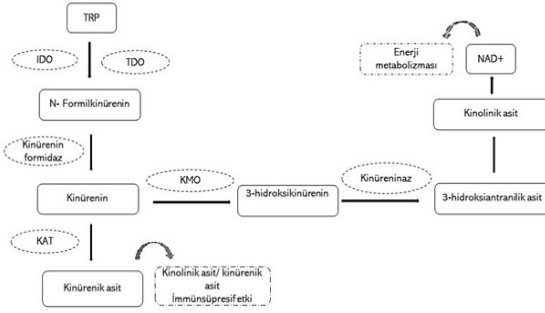 TRP
IDO
TDO
N- Formilkinürenin
Kinürenin
formidaz
Kinürenin
KMO
3-hidroksikinürenin
Kinüreninaz
3-hidroksiantranilik asit
Kinolinik asit
NAD+
Enerji
metabolizması
KAT
Kinürenik asit
Kinolinik asit/ kinürenik
asit
İmmünsüpresif etki